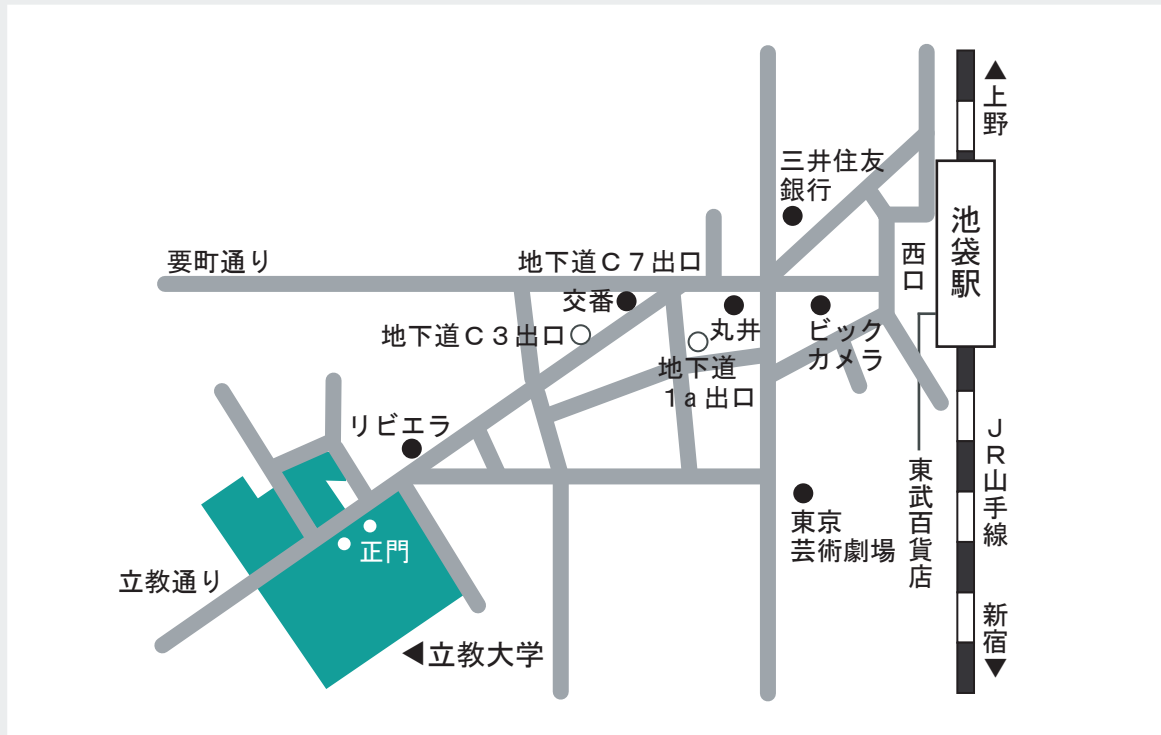 ▲上野
三井住友
銀行
池袋駅
西口
要町通り
地下道C7出口
交番
地下道C3出口
丸井
ビック
カメラ
地下道
1a出口
リビエラ
JR山手線
東武百貨店
東京
芸術劇場
正門
立教通り
◀立教大学
新宿▼